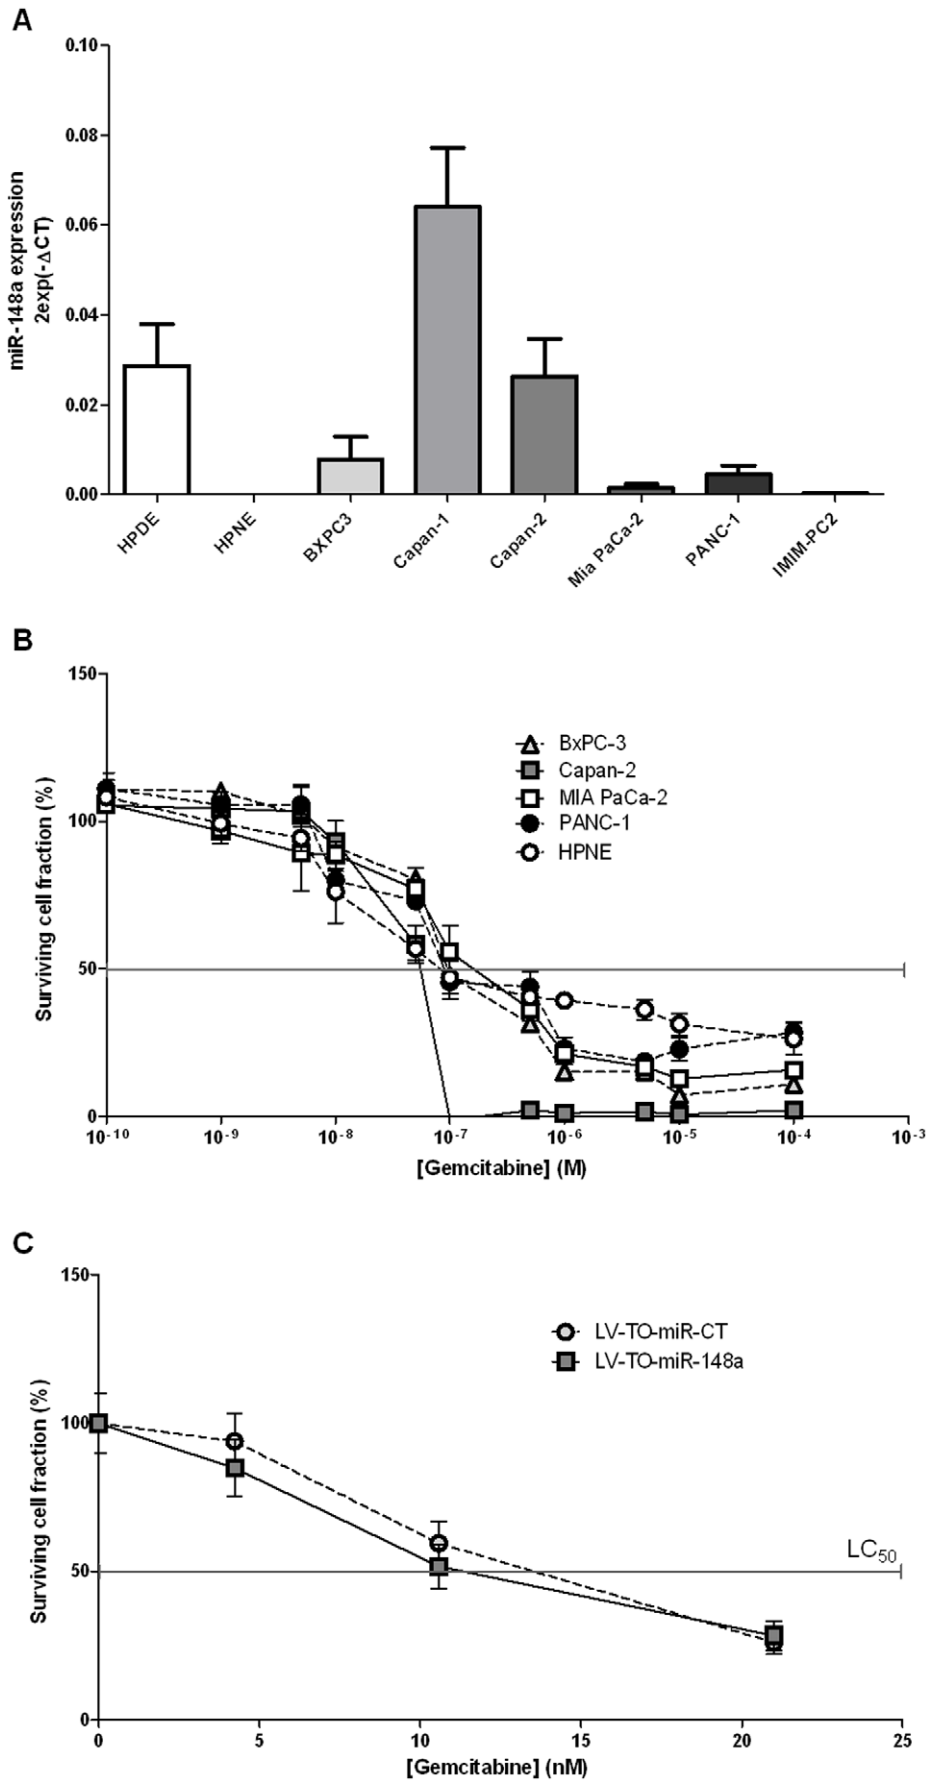 A
miR-148a expression
2exp(-ΔCT)
0.10
0.08
0.06
0.04
0.02
0.00
HPDE
HPNE
BXPC3
Capan-1
Capan-2
Mia PaCa-2
PANC-1
IMIM-PC2
B
Surviving cell fraction (%)
150
100
50
0
BxPC-3
Capan-2
MIA PaCa-2
PANC-1
HPNE
10-10
10-9
10-8
10-7
10-6
10-5
10-4
10-3
[Gemcitabine] (M)
C
Surviving cell fraction (%)
150
100
50
0
LV-TO-miR-CT
LV-TO-miR-148a
LC50
0
5
10
15
20
25
[Gemcitabine] (nM)